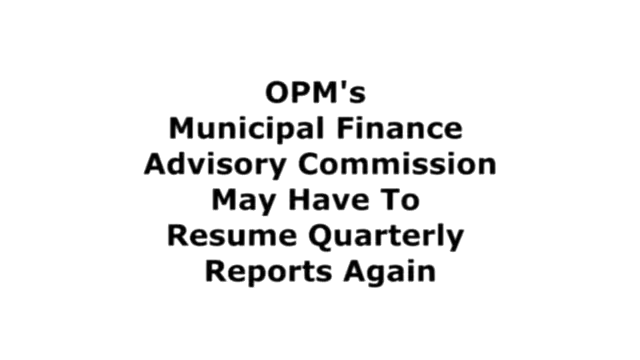 OPM's
Municipal Finance
Advisory Commission
May Have To
Resume Quarterly
Reports Again